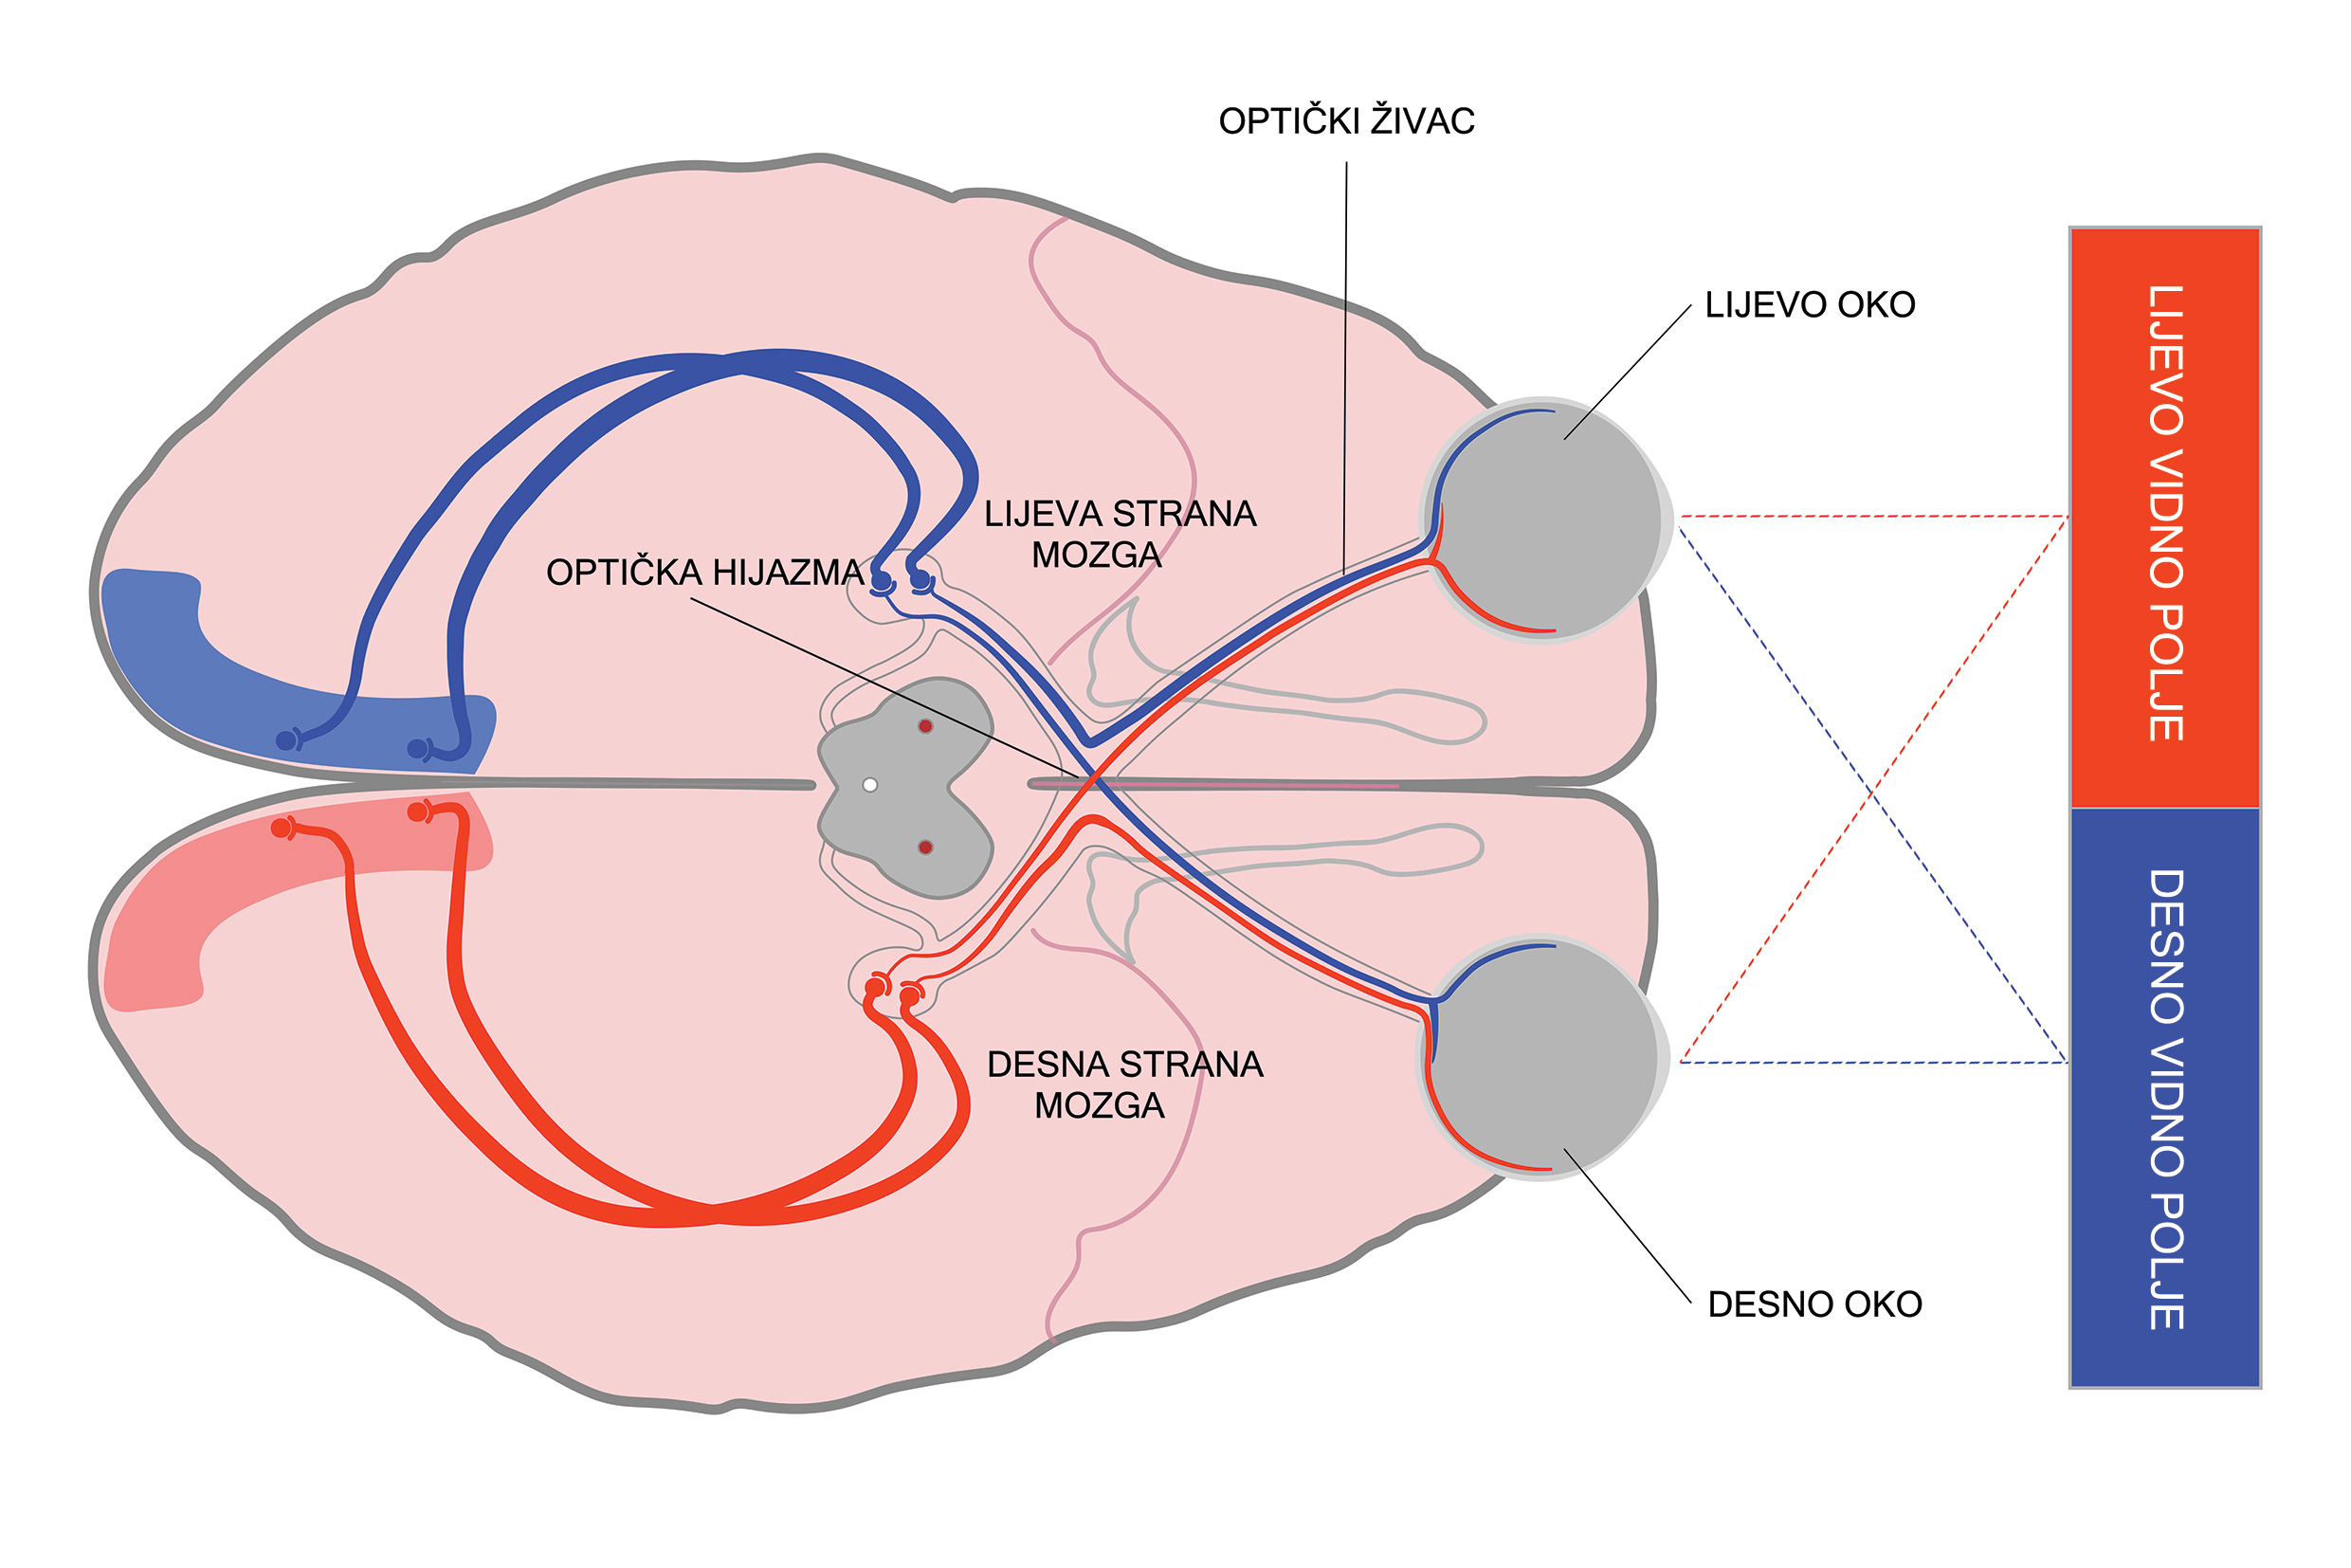 OPTIČKI ŽIVAC
LIJEVO OKO
LIJEVA STRANA
MOZGA
OPTIČKA HIJAZMA
DESNA STRANA
MOZGA
DESNO OKO
LIJEVO VIDNO POLJE
DESNO VIDNO POLJE